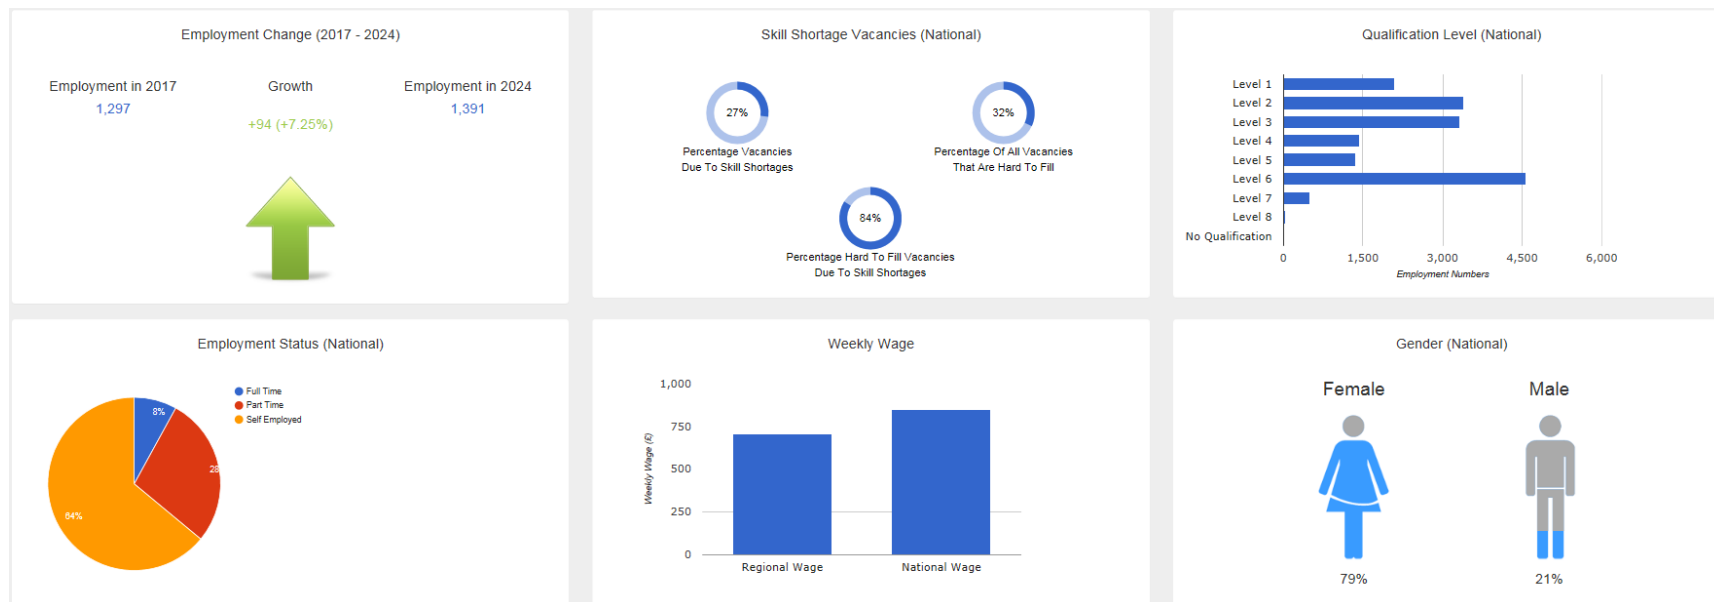 Employment Change (2017 - 2024)
Employment in 2017
Growth
Employment in 2024
1,297
+94 (+7.25%)
1,391
Skill Shortage Vacancies (National)
27%
Percentage Vacancies
Due To Skill Shortages
32%
Percentage Of All Vacancies
That Are Hard To Fill
84%
Percentage Hard To Fill Vacancies
Due To Skill Shortages
Qualification Level (National)
Level 1
Level 2
Level 3
Level 4
Level 5
Level 6
Level 7
Level 8
No Qualification
0 1,500 3,000 4,500 6,000
Employment Numbers
Employment Status (National)
8%
28
64%
Full Time
Part Time
Self Employed
Weekly Wage
1,000
750
500
250
0
Weekly Wage (£)
Regional Wage
National Wage
Gender (National)
Female
Male
79%
21%